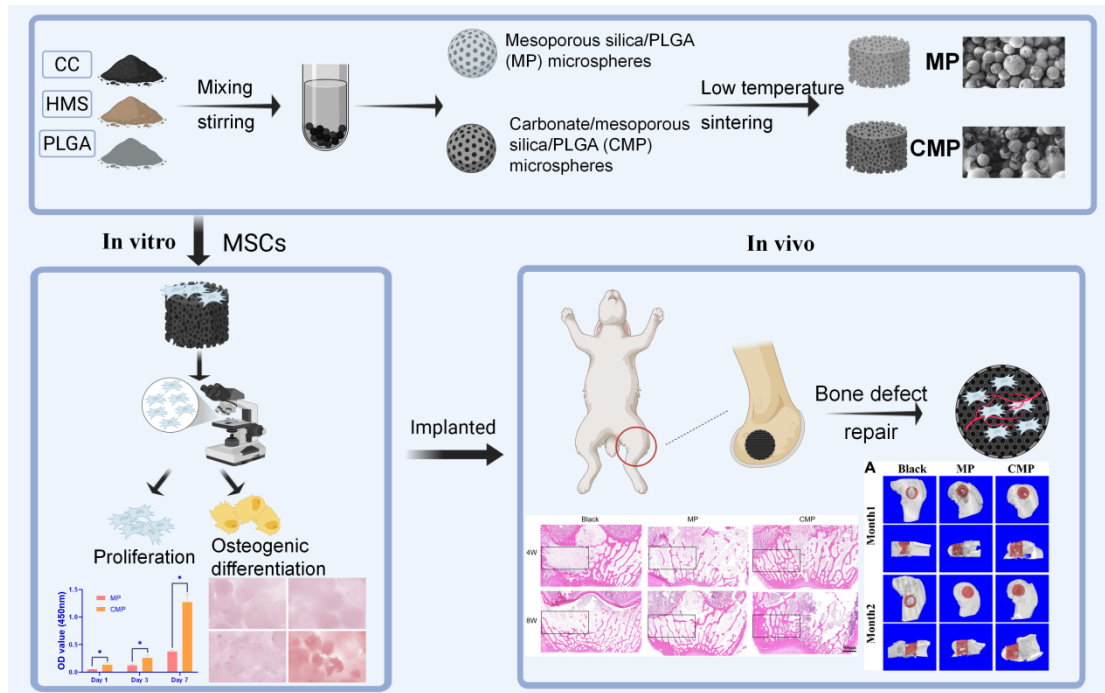 CC
HMS
PLGA
Mixing
stirring
Mesoporous silica/PLGA
(MP) microspheres
Carbonate/mesoporous
silica/PLGA (CMP)
microspheres
Low temperature
sintering
MP
CMP
In vitro
MSCs
In vivo
Proliferation
Osteogenic
differentiation
OD value (450nm)
1.5
1.0
0.5
0.0
MP
CMP
*
*
*
Day 1
Day 3
Day 7
Implanted
Bone defect
repair
Black
MP
CMP
4W
8W
A
Black
MP
CMP
Month1
Month2